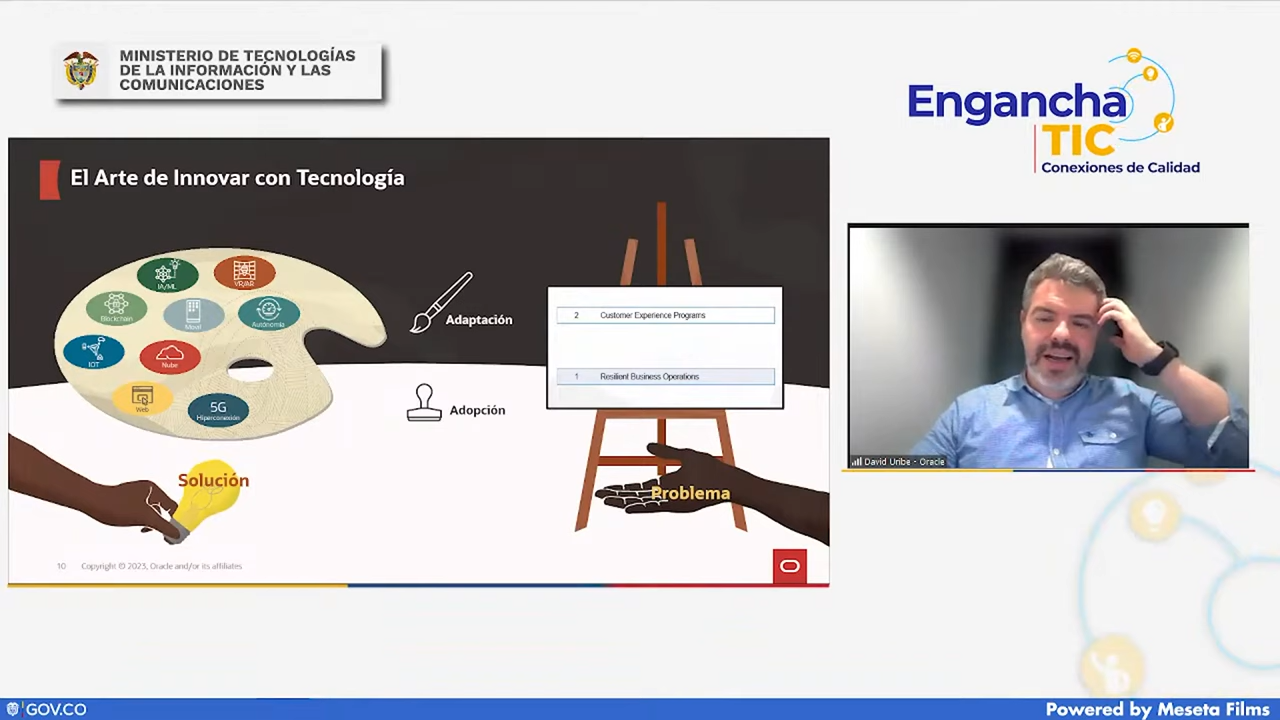 MINISTERIO DE TECNOLOGÍAS
DE LA INFORMACIÓN Y LAS
COMUNICACIONES
Engancha
TIC
Conexiones de Calidad
El Arte de Innovar con Tecnología
IA/ML
VR/AR
Blockchain
Móvil
Autónomia
IOT
Nube
Web
5G
Hiperconexión
Adaptación
Adopción
2 Customer Experience Programs
1 Resilient Business Operations
Solución
Problema
10 Copyright © 2023, Oracle and/or its affiliates
David Uribe - Oracle
GOV.CO
Powered by Meseta Films